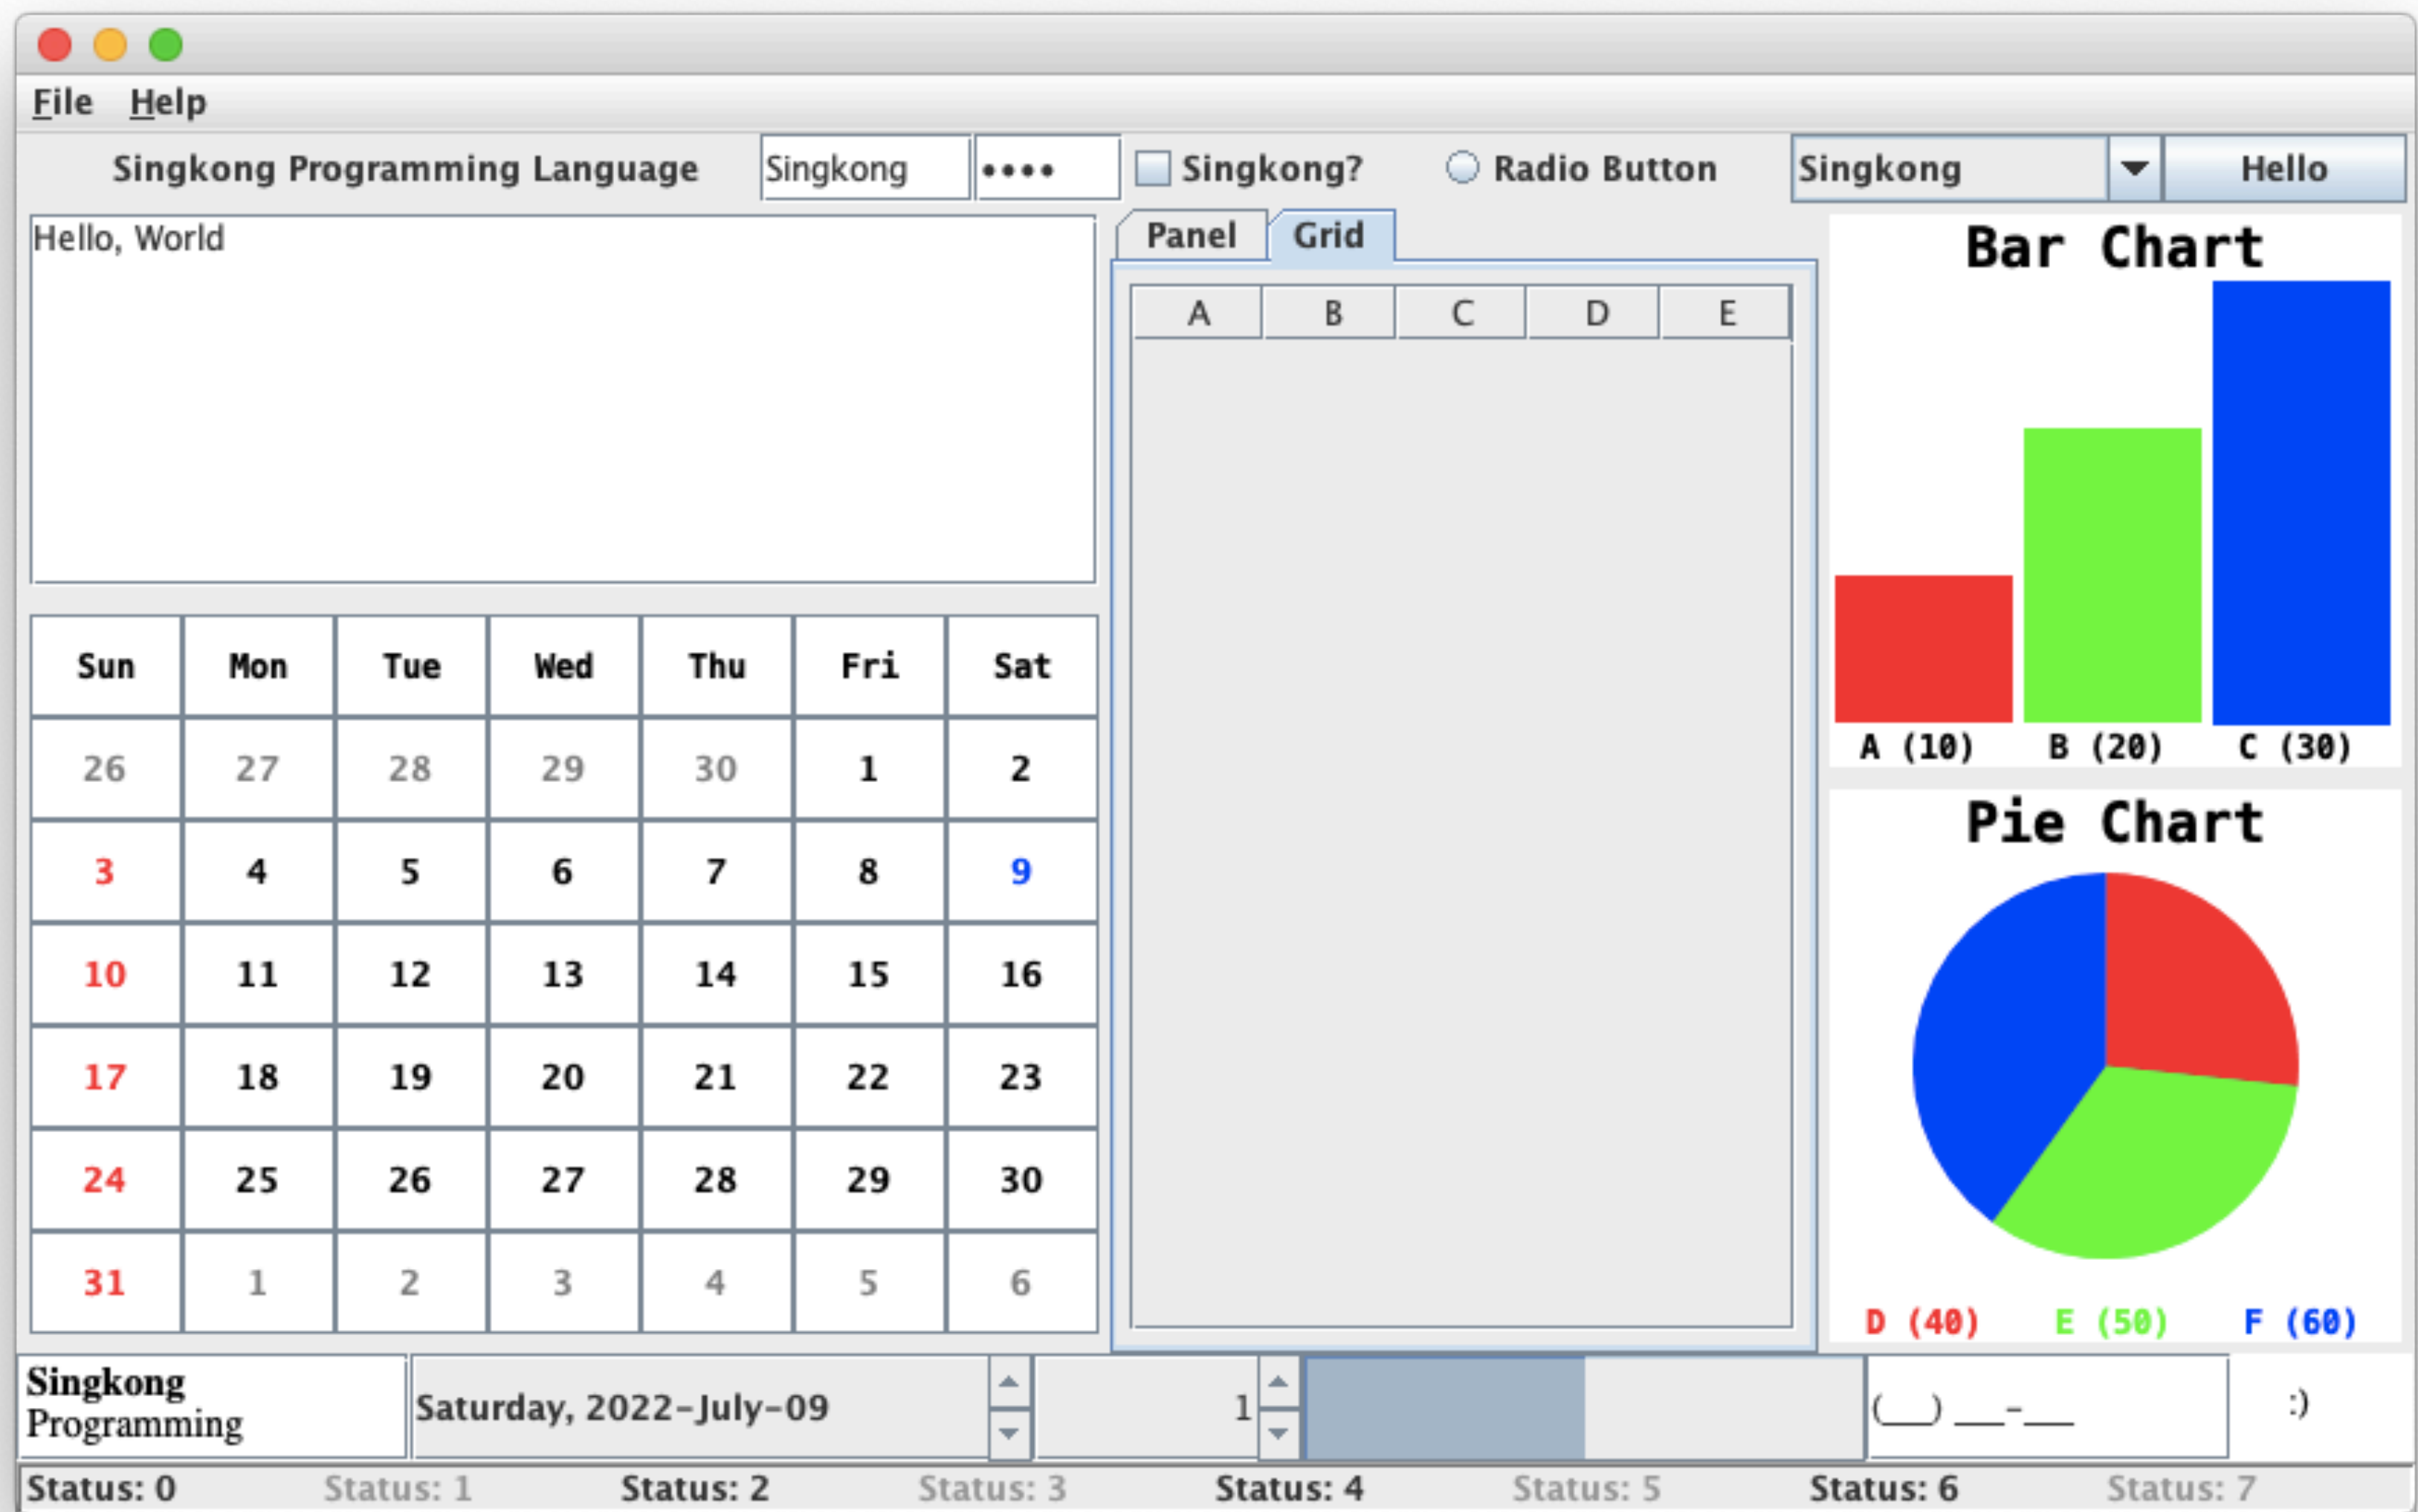 File Help
Singkong Programming Language Singkong •••• Singkong? Radio Button Singkong Hello
Hello, World
Panel Grid
A B C D E
Bar Chart
A (10) B (20) C (30)
Sun Mon Tue Wed Thu Fri Sat
26 27 28 29 30 1 2
3 4 5 6 7 8 9
10 11 12 13 14 15 16
17 18 19 20 21 22 23
24 25 26 27 28 29 30
31 1 2 3 4 5 6
Pie Chart
D (40) E (50) F (60)
Singkong
Programming
Saturday, 2022-July-09
1
(___) ___-___
:)
Status: 0 Status: 1 Status: 2 Status: 3 Status: 4 Status: 5 Status: 6 Status: 7